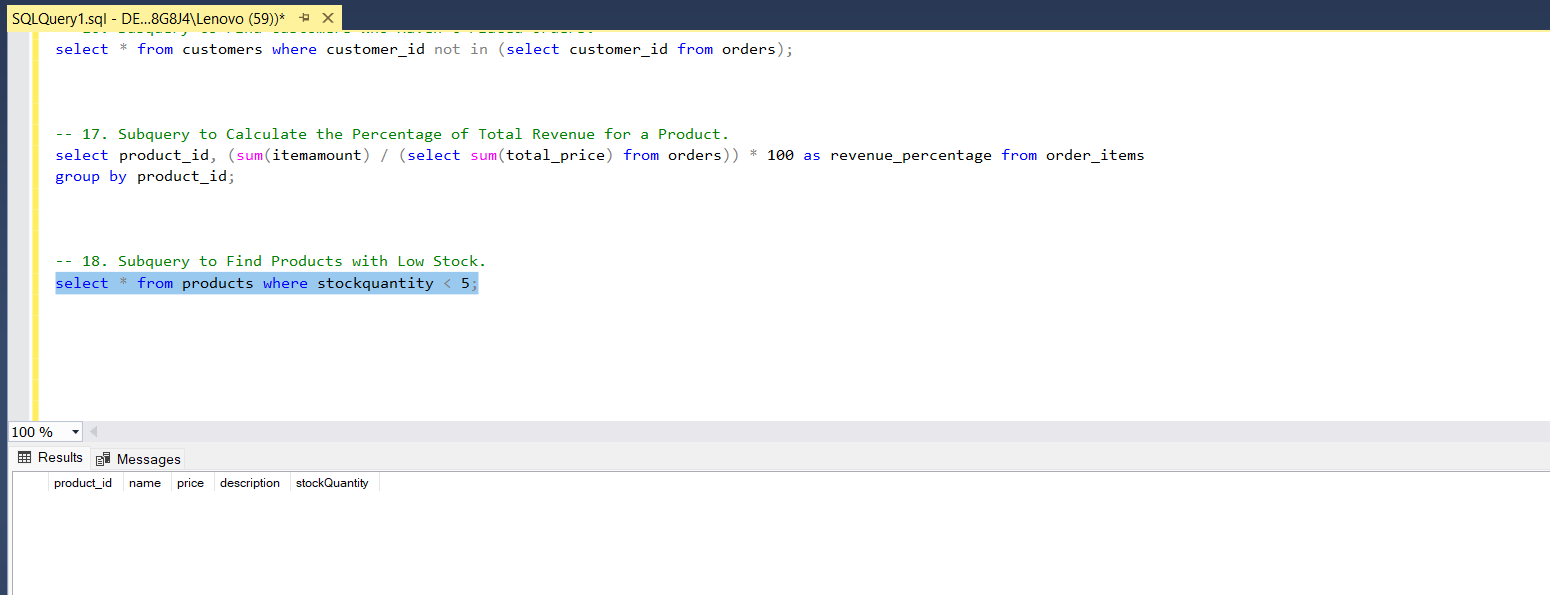 SQLQuery1.sql - DE...8G8J4\Lenovo (59))*
select * from customers where customer_id not in (select customer_id from orders);
-- 17. Subquery to Calculate the Percentage of Total Revenue for a Product.
select product_id, (sum(itemamount) / (select sum(total_price) from orders)) * 100 as revenue_percentage from order_items
group by product_id;
-- 18. Subquery to Find Products with Low Stock.
select * from products where stockquantity < 5;
100 %
Results Messages
product_id name price description stockQuantity